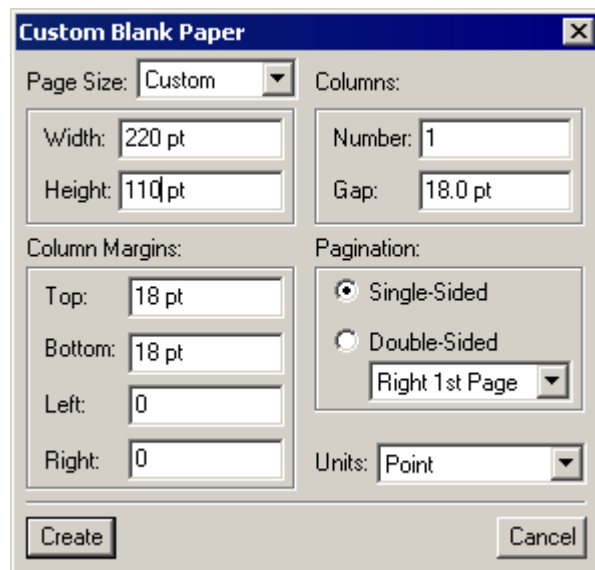 Custom Blank Paper
Page Size: Custom
Width: 220 pt
Height: 110 pt
Columns:
Number: 1
Gap: 18.0 pt
Column Margins:
Top: 18 pt
Bottom: 18 pt
Left: 0
Right: 0
Pagination:
Single-Sided
Double-Sided
Right 1st Page
Units: Point
Create
Cancel